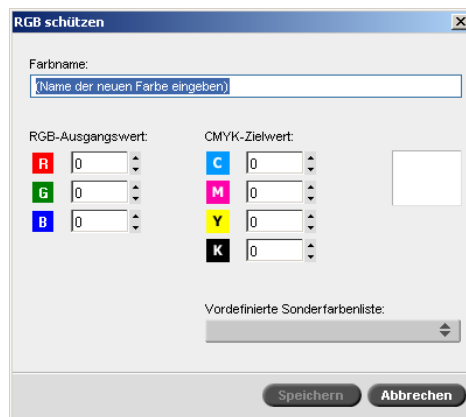 RGB schützen
Farbname:
(Name der neuen Farbe eingeben)
RGB-Ausgangswert: CMYK-Zielwert:
R 0 C 0
G 0 M 0
B 0 Y 0
K 0
Vordefinierte Sonderfarbenliste:
Speichern Abbrechen